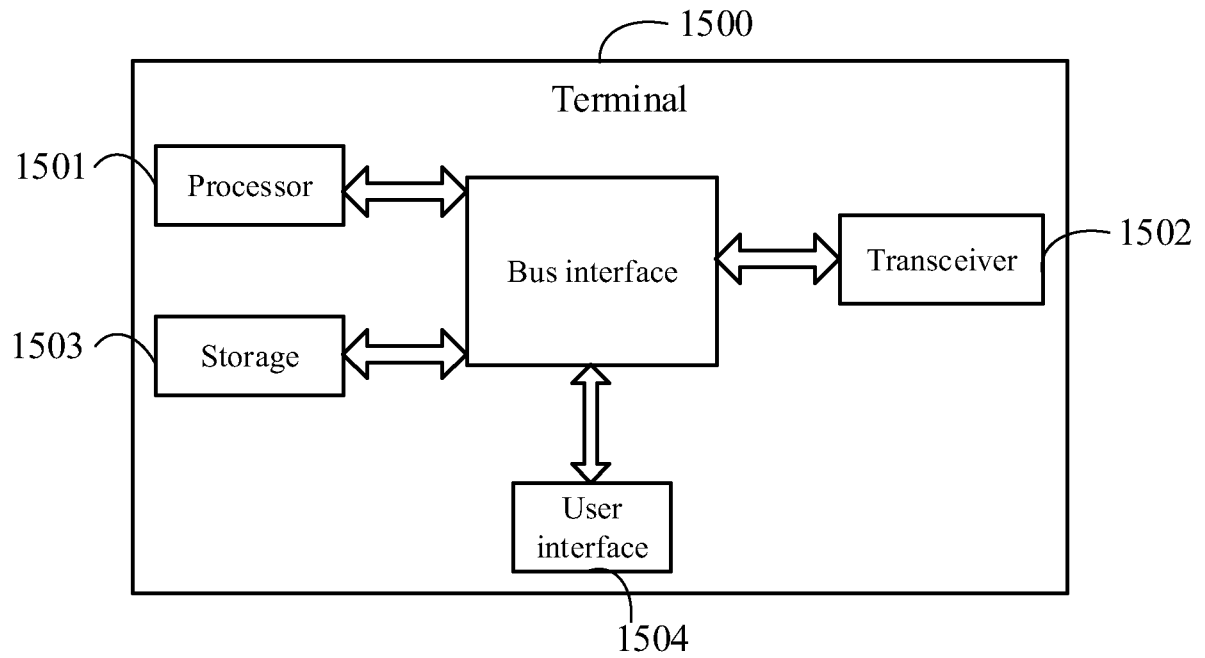 1500
Terminal
1501
Processor
Bus interface
Transceiver
1502
1503
Storage
User
interface
1504